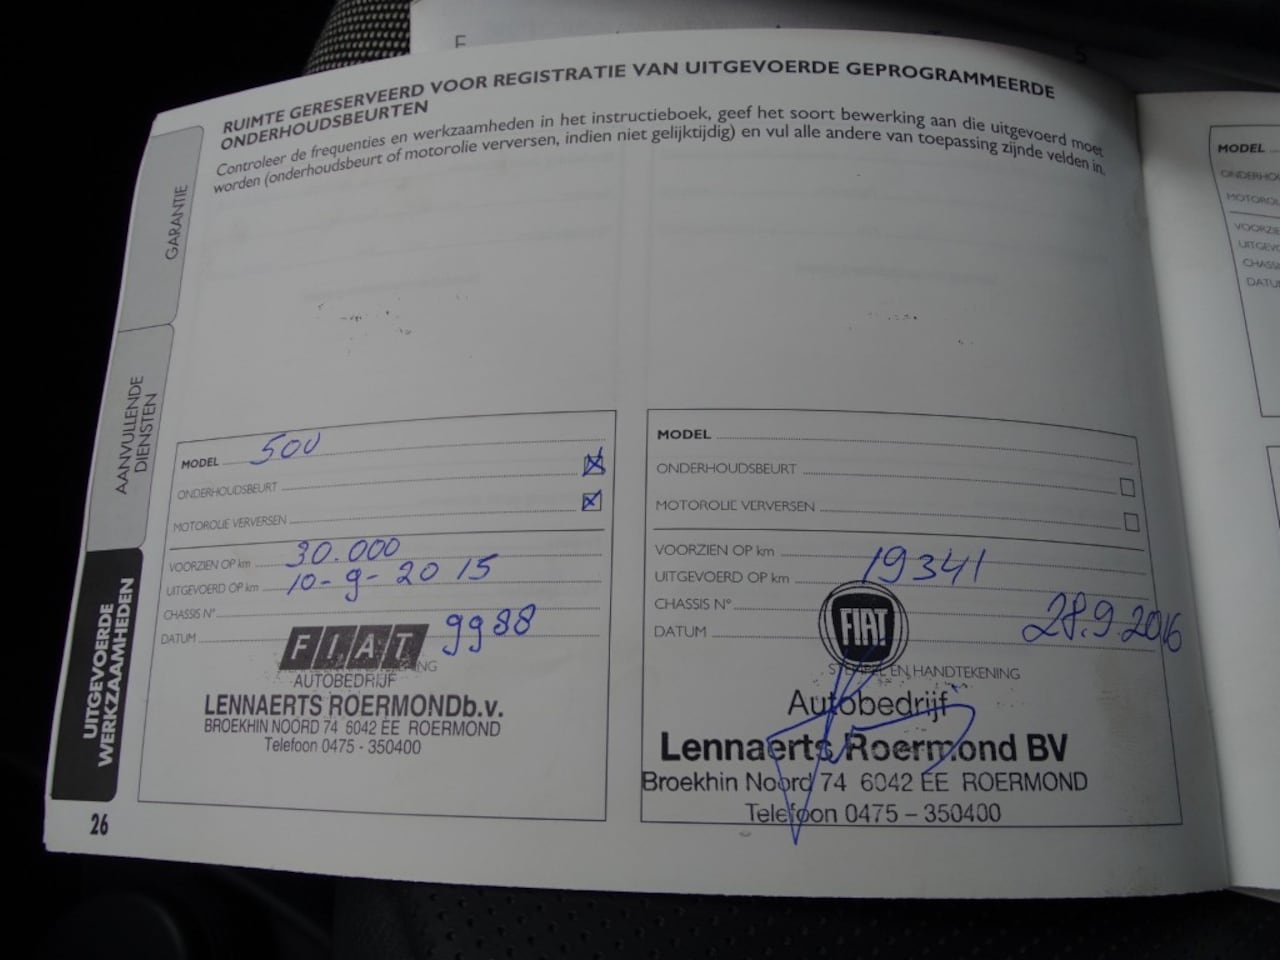 F
RUIMTE GERESERVEERD VOOR REGISTRATIE VAN UITGEVOERDE GEPROGRAMMEERDE
ONDERHOUDSBEURTEN
Controleer de frequenties en werkzaamheden in het instructieboek, geef het soort bewerking aan die uitgevoerd moet
worden (onderhoudsbeurt of motorolie verversen, indien niet gelijktijdig) en vul alle andere van toepassing zijnde velden in.
GARANTIE
AANVULLENDE
DIENSTEN
UITGEVOERDE
WERKZAAMHEDEN
26
MODEL 500
ONDERHOUDSBEURT
MOTOROLIE VERVERSEN
VOORZIEN OP km 30.000
UITGEVOERD OP km 10-9-2015
CHASSIS N°
DATUM 9988
FIAT
AUTOBEDRIJF
LENNAERTS ROERMONDb.v.
BROEKHIN NOORD 74 6042 EE ROERMOND
Telefoon 0475 - 350400
MODEL
ONDERHOUDSBEURT
MOTOROLIE VERVERSEN
VOORZIEN OP km
UITGEVOERD OP km 19341
CHASSIS N°
DATUM 28.9.2016
FIAT
STEMPEL EN HANDTEKENING
Autobedrijf
Lennaerts Roermond BV
Broekhin Noord 74 6042 EE ROERMOND
Telefoon 0475 – 350400
MODEL